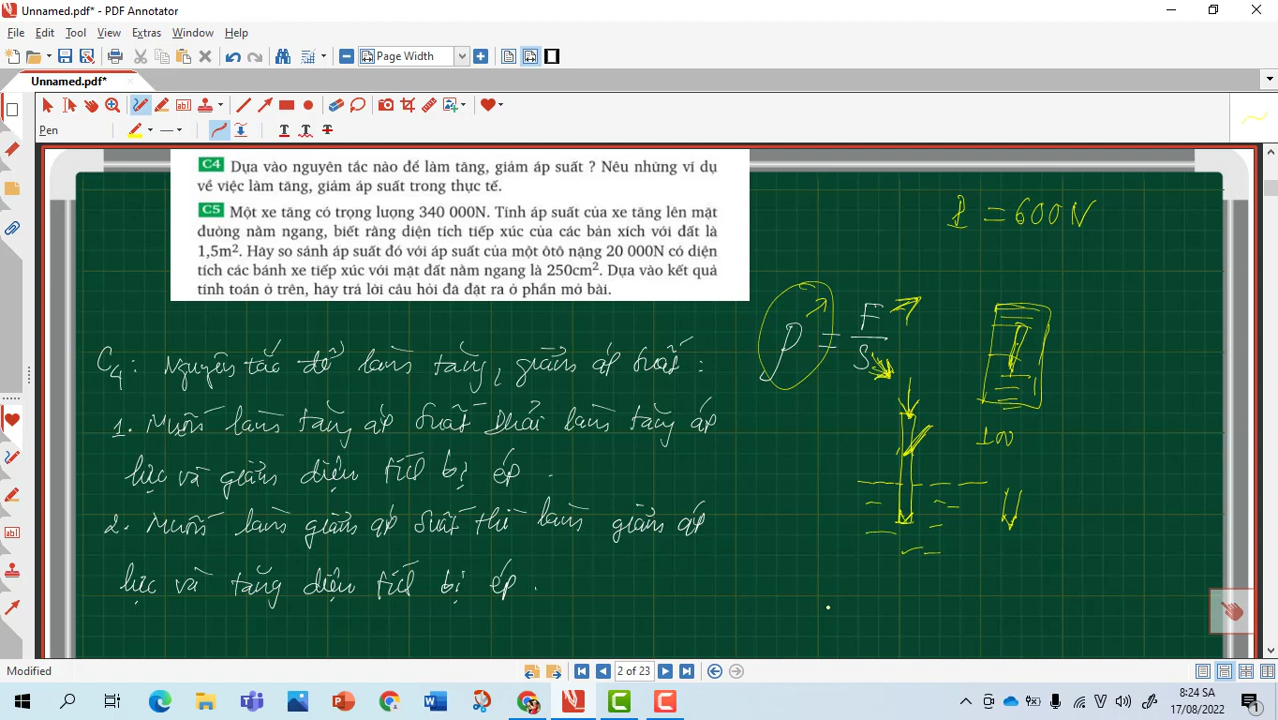 Unnamed.pdf* - PDF Annotator
File Edit Tool View Extras Window Help
Page Width
Unnamed.pdf*
Pen
C4 Dựa vào nguyên tắc nào để làm tăng, giảm áp suất ? Nêu những ví dụ
về việc làm tăng, giảm áp suất trong thực tế.
C5 Một xe tăng có trọng lượng 340 000N. Tính áp suất của xe tăng lên mặt
đường nằm ngang, biết rằng diện tích tiếp xúc của các bản xích với đất là
1,5m². Hãy so sánh áp suất đó với áp suất của một ôtô nặng 20 000N có diện
tích các bánh xe tiếp xúc với mặt đất nằm ngang là 250cm². Dựa vào kết quả
tính toán ở trên, hãy trả lời câu hỏi đã đặt ra ở phần mở bài.
P = 600N
p = F
S
C4: Nguyên tắc để làm tăng, giảm áp suất:
1. Muốn làm tăng áp suất phải làm tăng áp
lực và giảm diện tích bị ép.
2. Muốn làm giảm áp suất thì làm giảm áp
lực và tăng diện tích bị ép.
100
Modified
2 of 23
8:24 SA
17/08/2022